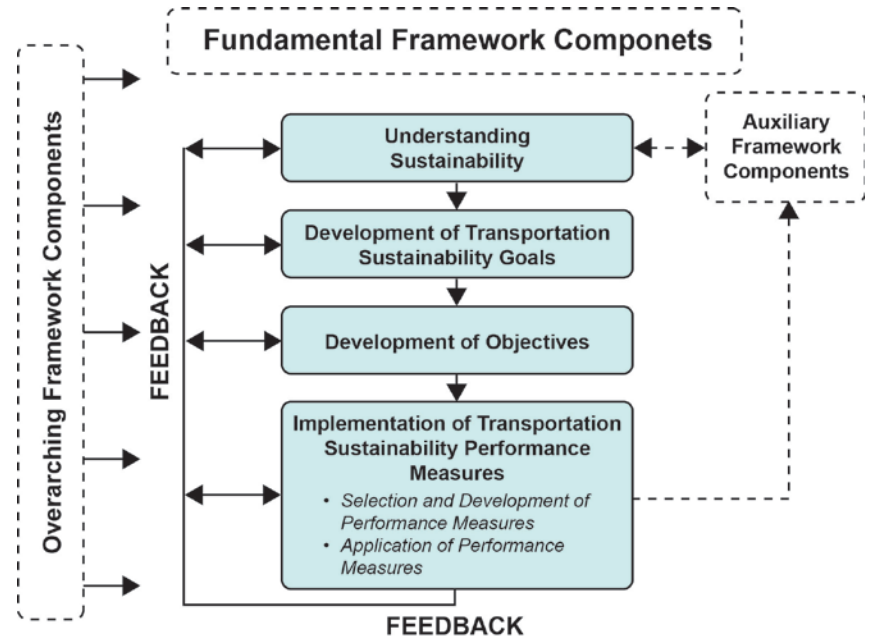 Fundamental Framework Componets
Overarching Framework Components
Understanding
Sustainability
Auxiliary
Framework
Components
Development of Transportation
Sustainability Goals
FEEDBACK
Development of Objectives
Implementation of Transportation
Sustainability Performance
Measures
• Selection and Development of
Performance Measures
• Application of Performance
Measures
FEEDBACK